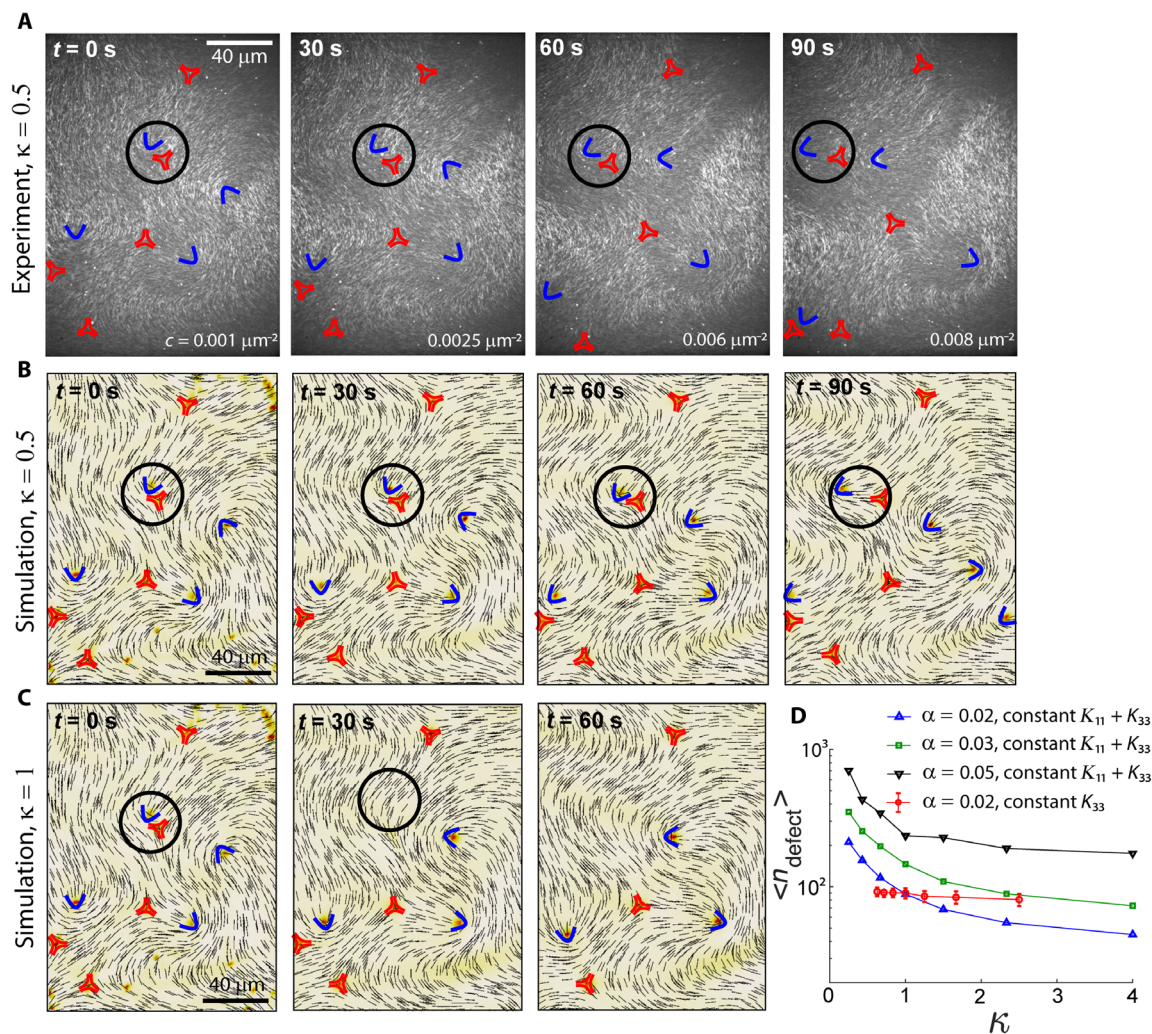 A
Experiment, κ = 0.5
t = 0 s
40 μm
30 s
60 s
90 s
c = 0.001 μm⁻²
0.0025 μm⁻²
0.006 μm⁻²
0.008 μm⁻²
B
Simulation, κ = 0.5
t = 0 s
t = 30 s
t = 60 s
t = 90 s
40 μm
C
Simulation, κ = 1
t = 0 s
t = 30 s
t = 60 s
40 μm
D
α = 0.02, constant K₁₁ + K₃₃
α = 0.03, constant K₁₁ + K₃₃
α = 0.05, constant K₁₁ + K₃₃
α = 0.02, constant K₃₃
<n_defect>
10³
10²
0 1 2 3 4
κ